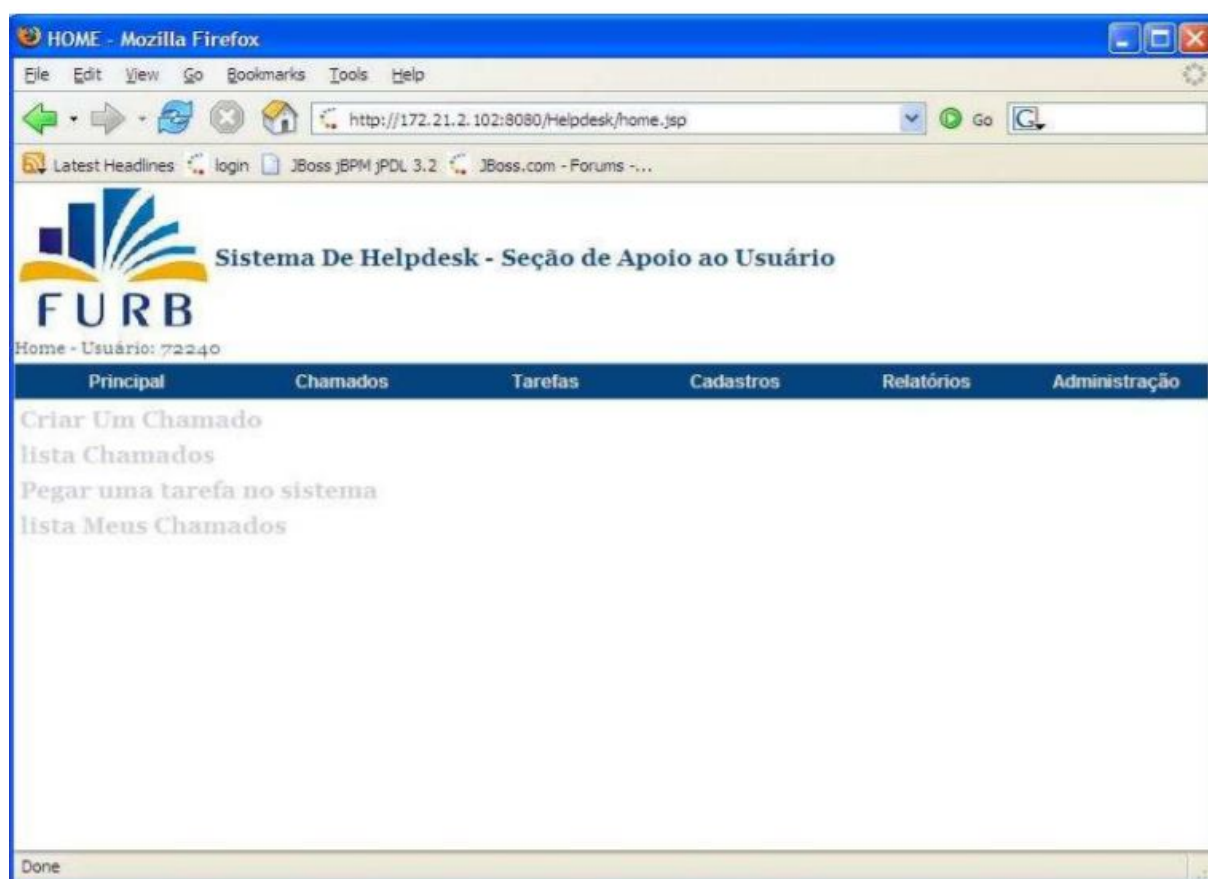 HOME - Mozilla Firefox
File Edit View Go Bookmarks Tools Help
http://172.21.2.102:8080/Helpdesk/home.jsp Go G
Latest Headlines login JBoss jBPM jPDL 3.2 JBoss.com - Forums -...
Sistema De Helpdesk - Seção de Apoio ao Usuário
FURB
Home - Usuário: 72240
Principal Chamados Tarefas Cadastros Relatórios Administração
Criar Um Chamado
lista Chamados
Pegar uma tarefa no sistema
lista Meus Chamados
Done